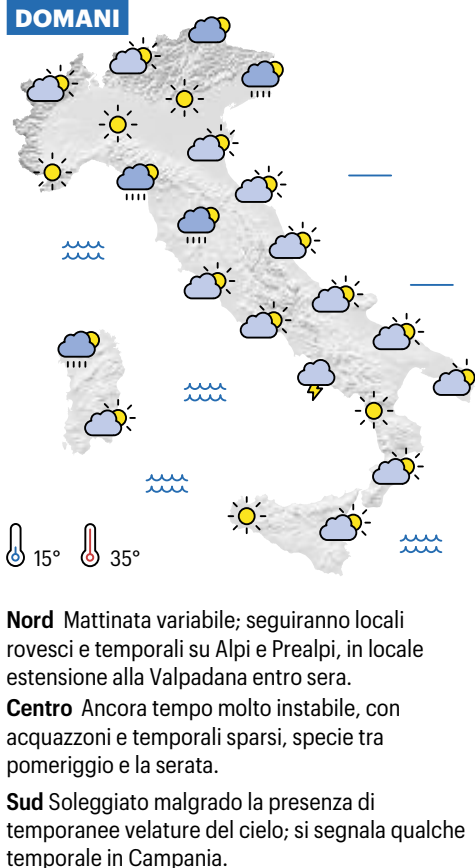 DOMANI
15° 35°
Nord Mattinata variabile; seguiranno locali
rovesci e temporali su Alpi e Prealpi, in locale
estensione alla Valpadana entro sera.
Centro Ancora tempo molto instabile, con
acquazzoni e temporali sparsi, specie tra
pomeriggio e la serata.
Sud Soleggiato malgrado la presenza di
temporanee velature del cielo; si segnala qualche
temporale in Campania.